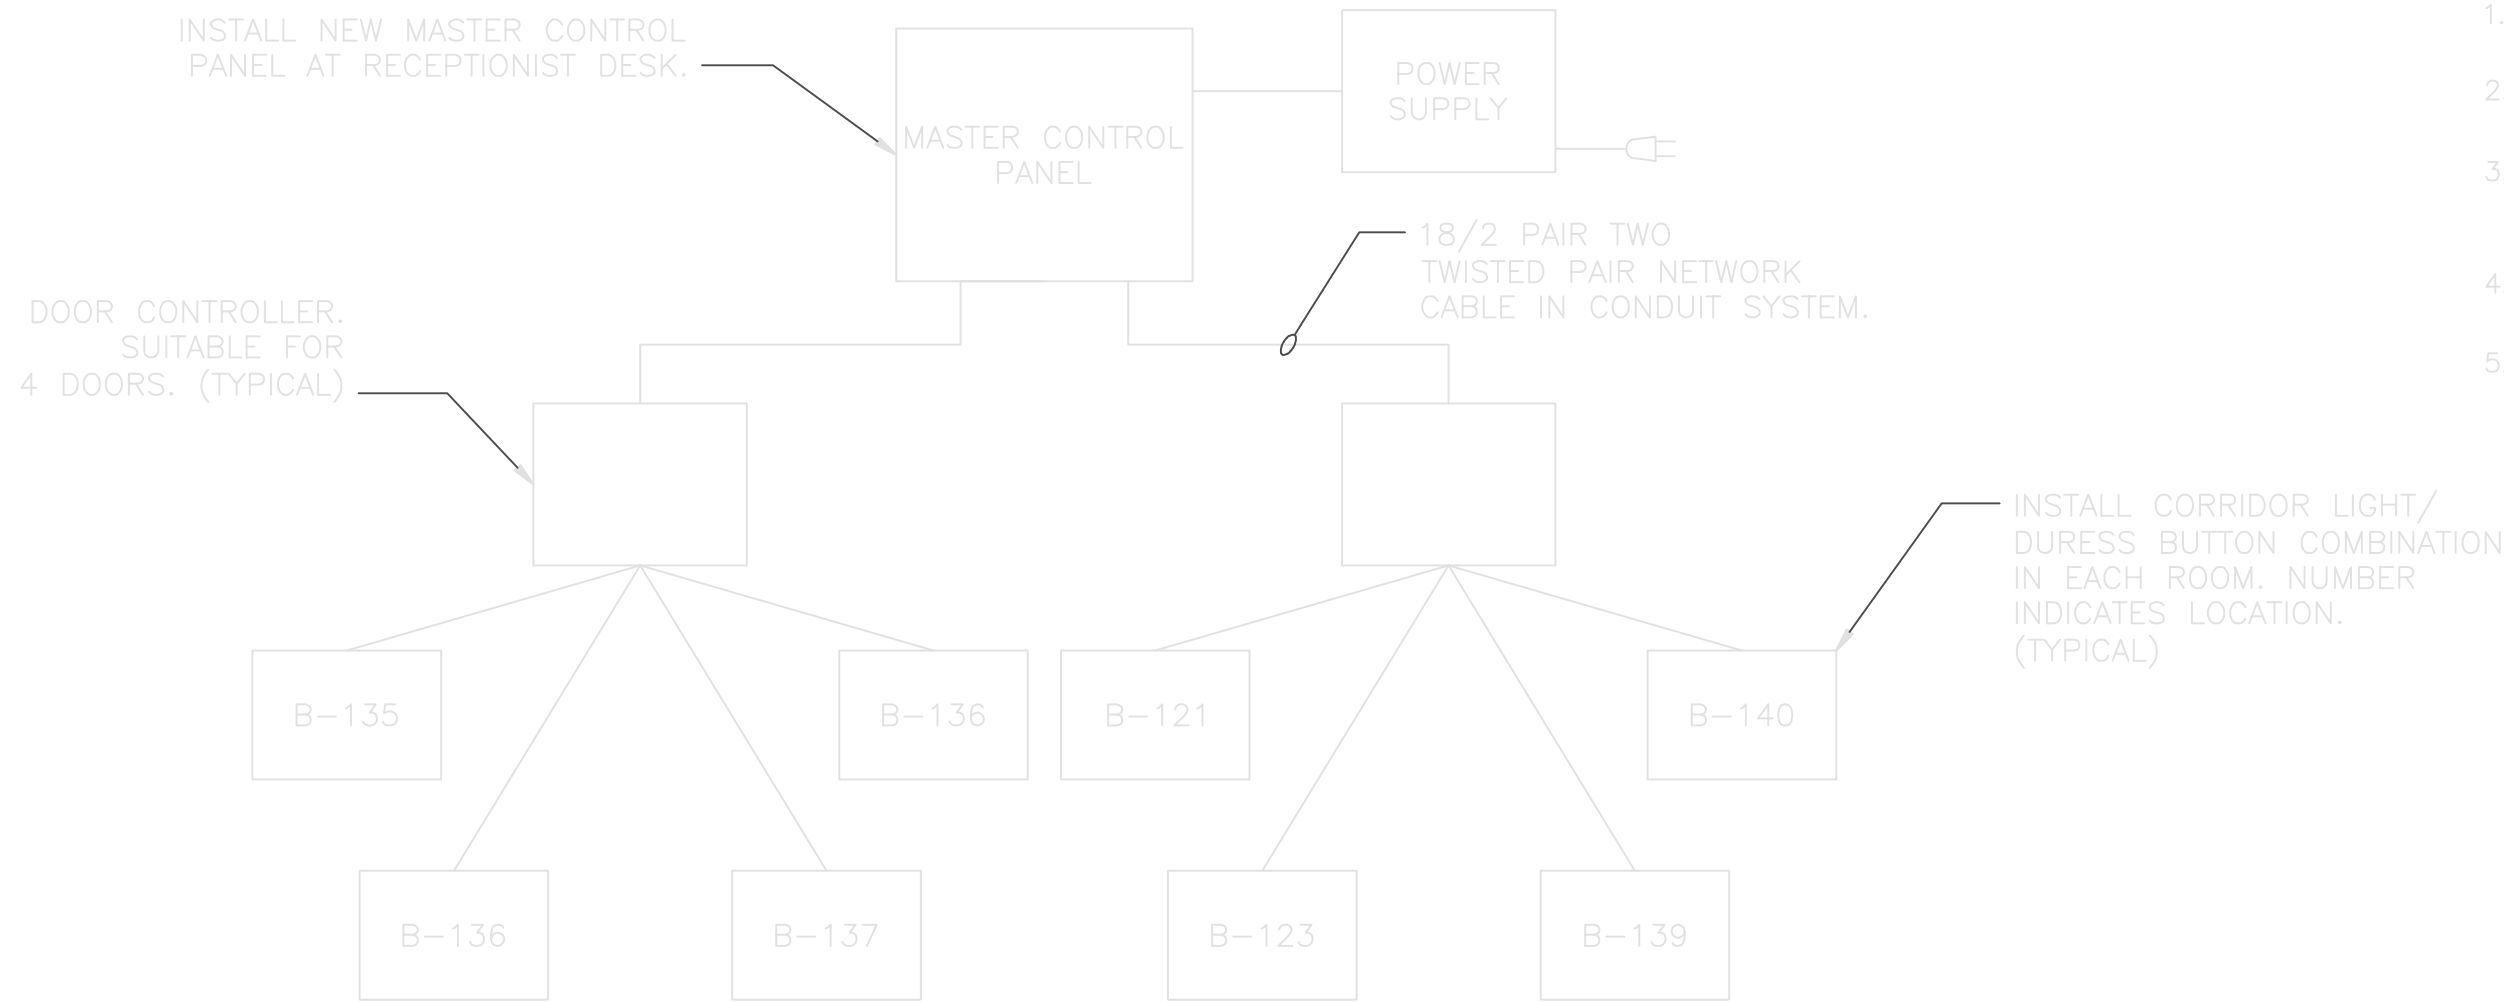 INSTALL NEW MASTER CONTROL
PANEL AT RECEPTIONIST DESK.
MASTER CONTROL
PANEL
POWER
SUPPLY
18/2 PAIR TWO
TWISTED PAIR NETWORK
CABLE IN CONDUIT SYSTEM.
DOOR CONTROLLER.
SUITABLE FOR
4 DOORS. (TYPICAL)
INSTALL CORRIDOR LIGHT/
DURESS BUTTON COMBINATION
IN EACH ROOM. NUMBER
INDICATES LOCATION.
(TYPICAL)
B-135
B-136
B-121
B-140
B-136
B-137
B-123
B-139
1.
2
3
4
5